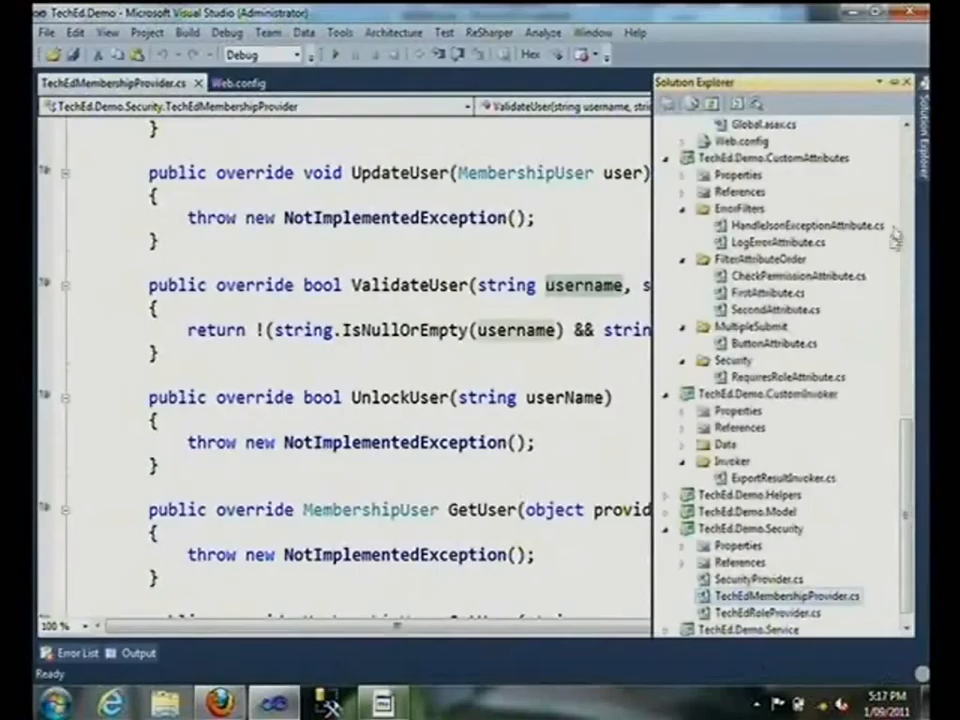 TechEd.Demo - Microsoft Visual Studio (Administrator)
File Edit View Project Build Debug Team Data Tools Architecture Test ReSharper Analyze Window Help
Debug Hex
TechEdMembershipProvider.cs Web.config
TechEd.Demo.Security.TechEdMembershipProvider ValidateUser(string username, stri
}
public override void UpdateUser(MembershipUser user)
{
throw new NotImplementedException();
}
public override bool ValidateUser(string username, s
{
return !(string.IsNullOrEmpty(username) && strin
}
public override bool UnlockUser(string userName)
{
throw new NotImplementedException();
}
public override MembershipUser GetUser(object provid
{
throw new NotImplementedException();
}
100 %
Solution Explorer
Global.asax.cs
Web.config
TechEd.Demo.CustomAttributes
Properties
References
ErrorFilters
HandleJsonExceptionAttribute.cs
LogErrorAttribute.cs
FilterAttributeOrder
CheckPermissionAttribute.cs
FirstAttribute.cs
SecondAttribute.cs
MultipleSubmit
ButtonAttribute.cs
Security
RequiresRoleAttribute.cs
TechEd.Demo.CustomInvoker
Properties
References
Data
Invoker
ExportResultInvoker.cs
TechEd.Demo.Helpers
TechEd.Demo.Model
TechEd.Demo.Security
Properties
References
SecurityProvider.cs
TechEdMembershipProvider.cs
TechEdRoleProvider.cs
TechEd.Demo.Service
Solution Explorer
Error List Output
Ready
5:17 PM
1/09/2011